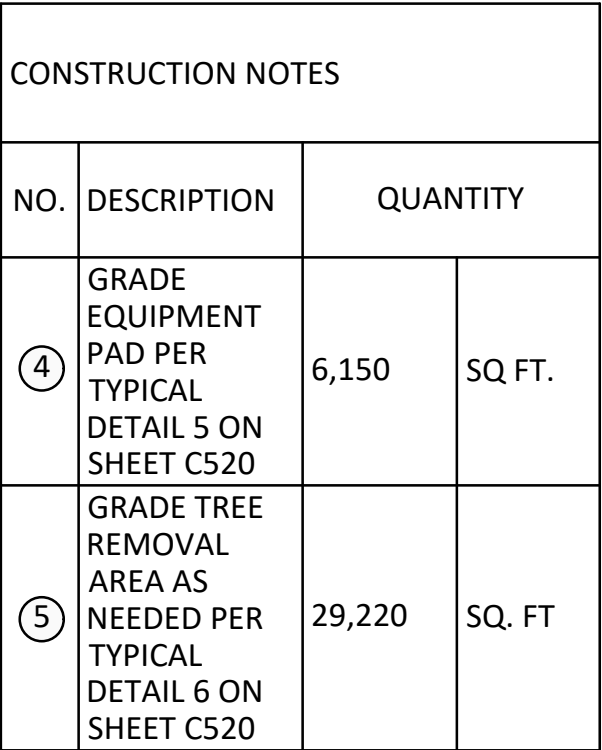 CONSTRUCTION NOTES
NO. DESCRIPTION QUANTITY
4
GRADE
EQUIPMENT
PAD PER
TYPICAL
DETAIL 5 ON
SHEET C520
6,150 SQ FT.
5
GRADE TREE
REMOVAL
AREA AS
NEEDED PER
TYPICAL
DETAIL 6 ON
SHEET C520
29,220 SQ. FT